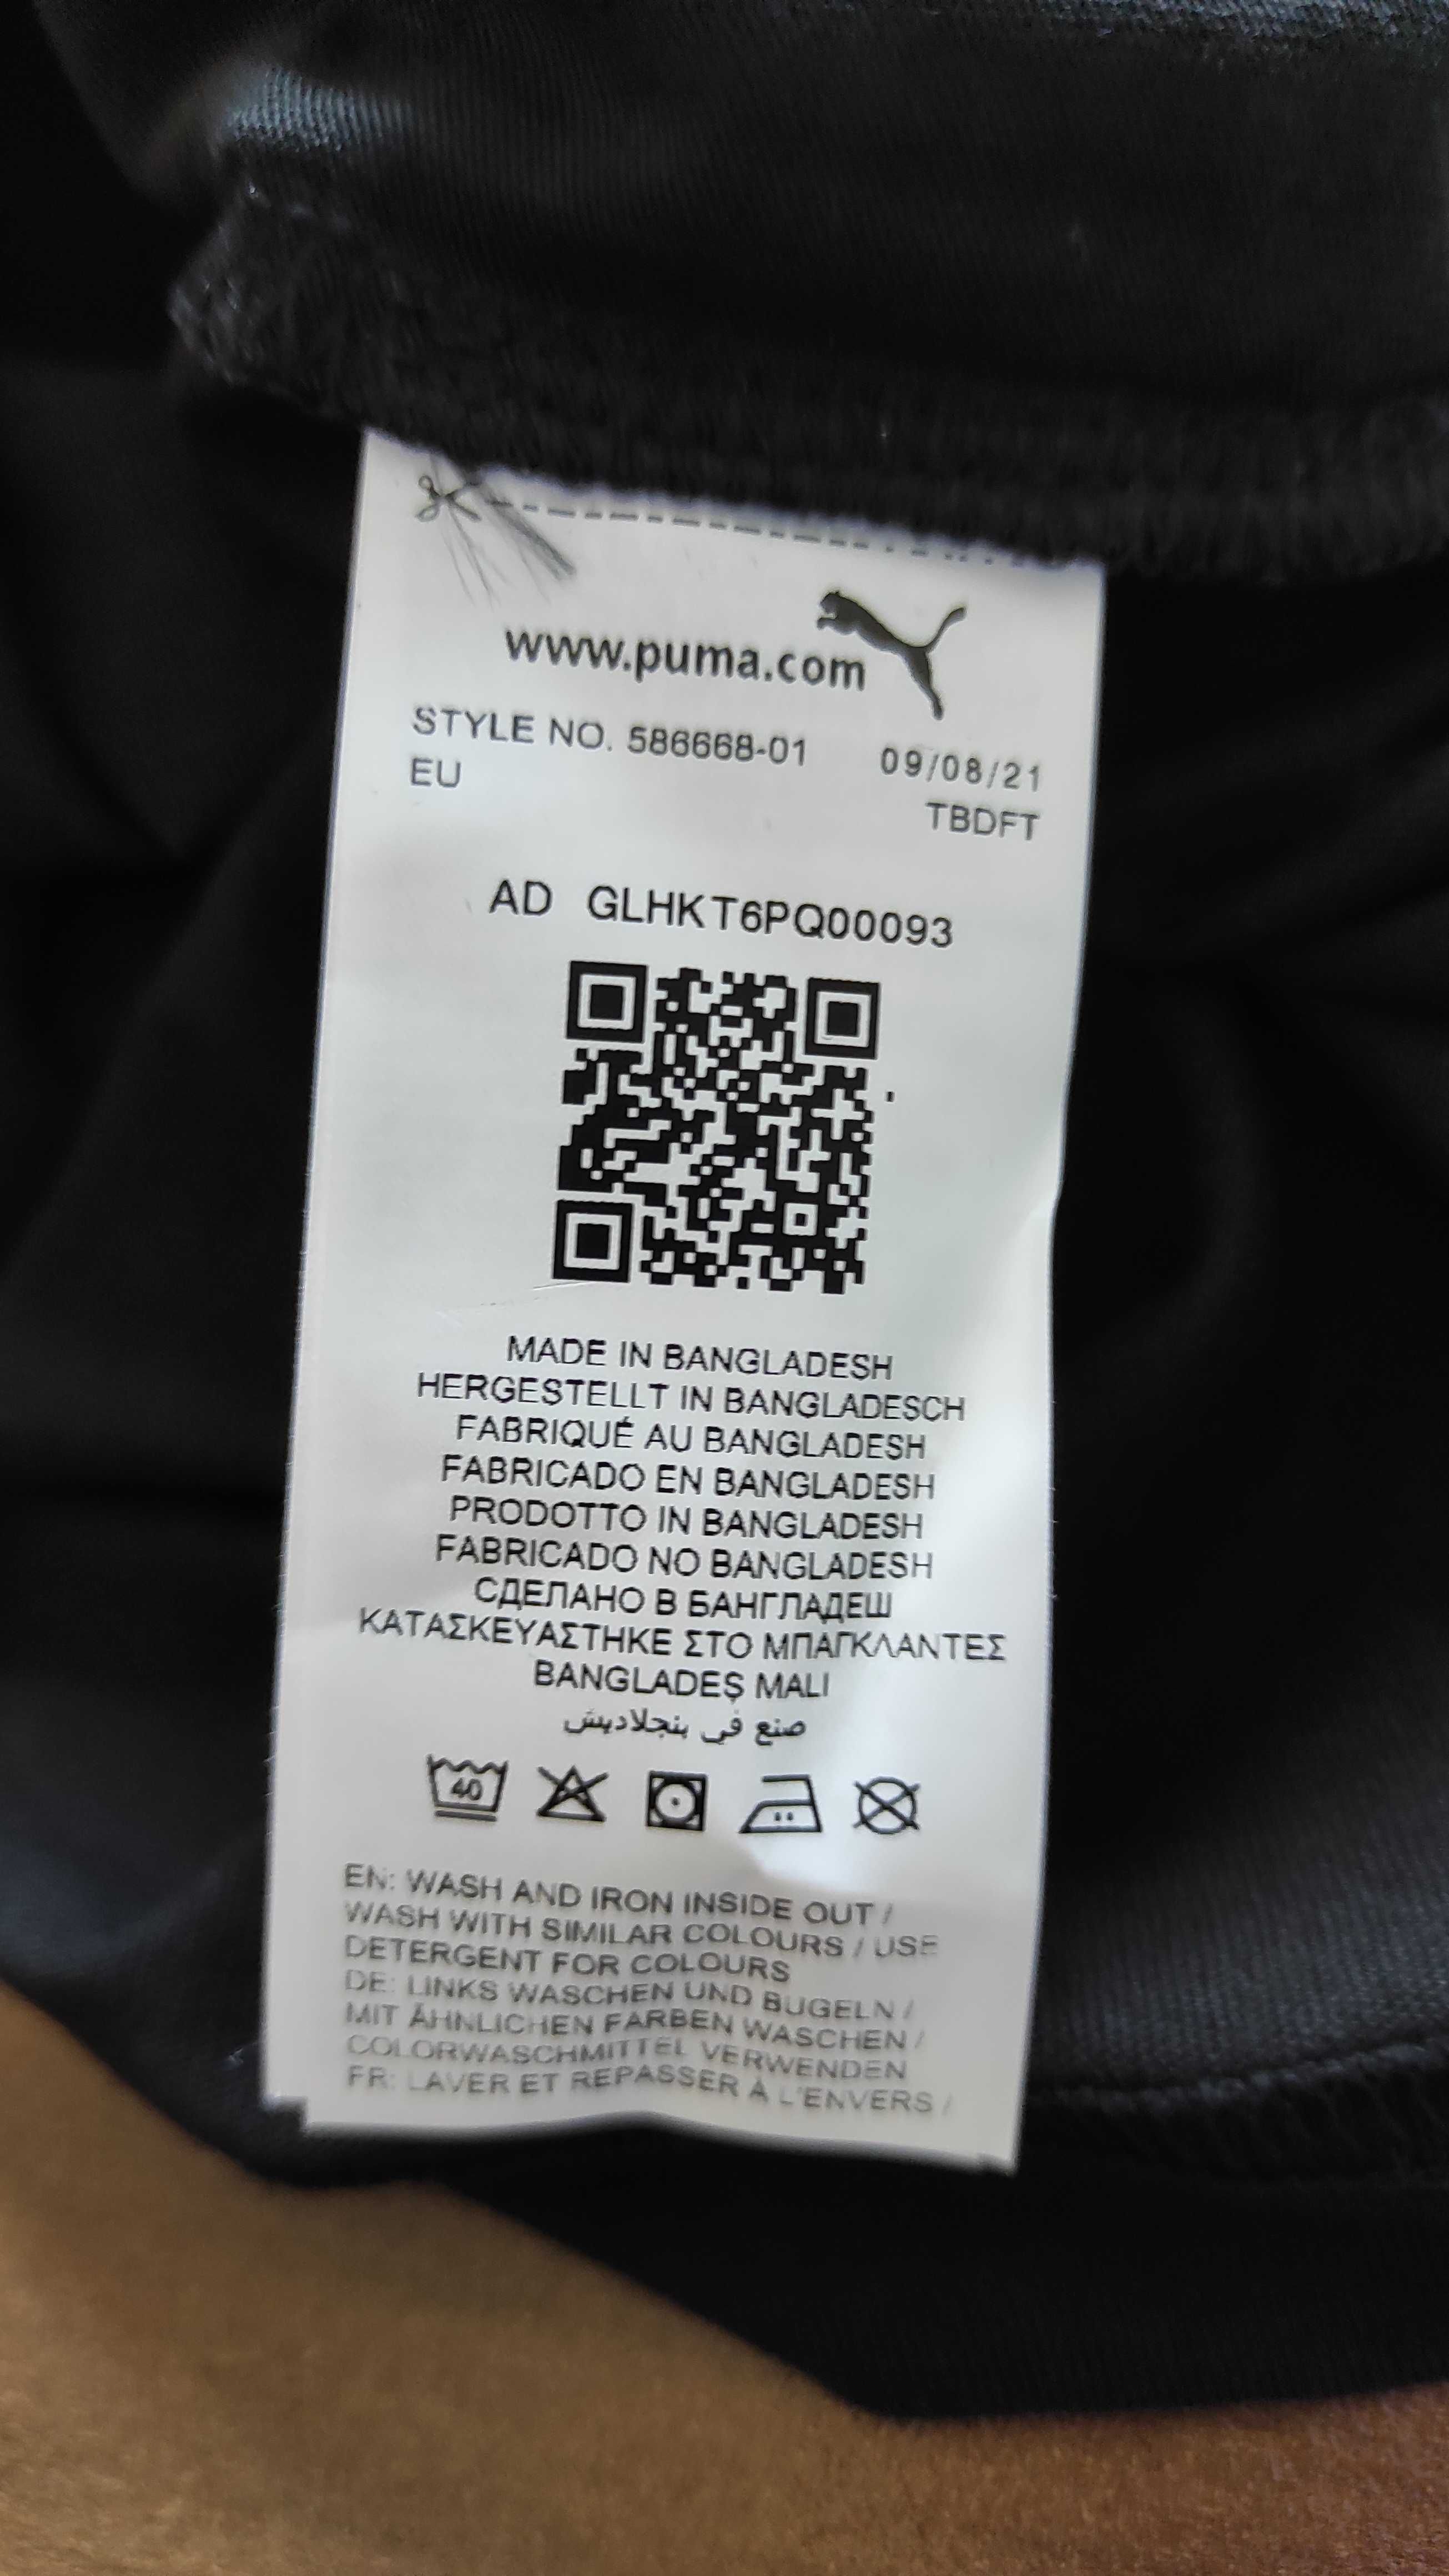 www.puma.com
STYLE NO. 586668-01 09/08/21
EU TBDFT
AD GLHKT6PQ00093
MADE IN BANGLADESH
HERGESTELLT IN BANGLADESCH
FABRIQUÉ AU BANGLADESH
FABRICADO EN BANGLADESH
PRODOTTO IN BANGLADESH
FABRICADO NO BANGLADESH
СДЕЛАНО В БАНГЛАДЕШ
ΚΑΤΑΣΚΕΥΑΣΤΗΚΕ ΣΤΟ ΜΠΑΓΚΛΑΝΤΕΣ
BANGLADEŞ MALI
صنع في بنجلاديش
40
EN: WASH AND IRON INSIDE OUT /
WASH WITH SIMILAR COLOURS / USE
DETERGENT FOR COLOURS
DE: LINKS WASCHEN UND BUGELN /
MIT ÄHNLICHEN FARBEN WASCHEN /
COLORWASCHMITTEL VERWENDEN
FR: LAVER ET REPASSER À L'ENVERS /